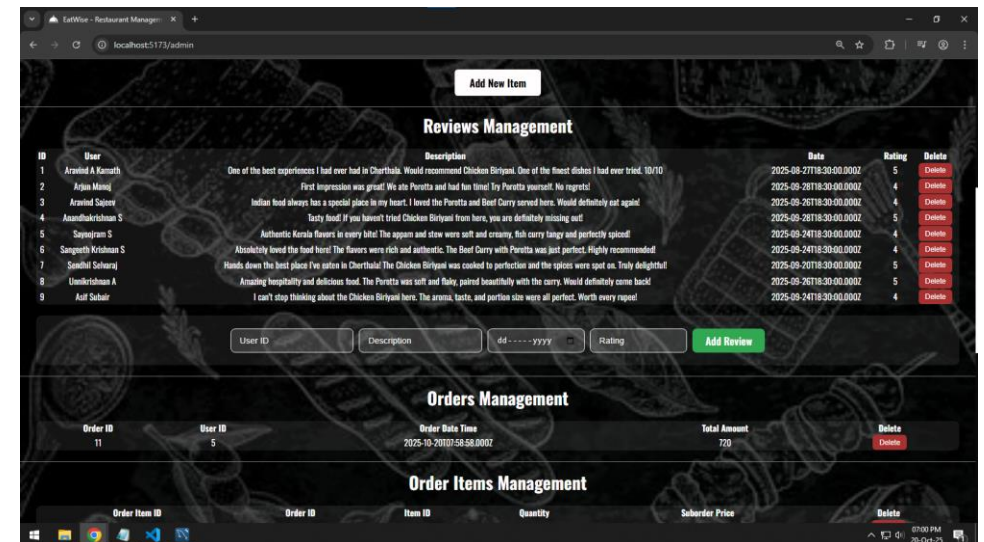 EatWise - Restaurant Managem
localhost:5173/admin
Add New Item
Reviews Management
ID User Description Date Rating Delete
1 Aravind A Kamath One of the best experiences I had ever had in Cherthala. Would recommend Chicken Biriyani. One of the finest dishes I had ever tried. 10/10 2025-08-27T18:30:00.000Z 5 Delete
2 Arjun Manoj First impression was great! We ate Porotta and had fun time! Try Porotta yourself. No regrets! 2025-09-28T18:30:00.000Z 4 Delete
3 Aravind Sajeev Indian food always has a special place in my heart. I loved the Porotta and Beef Curry served here. Would definitely eat again! 2025-09-26T18:30:00.000Z 4 Delete
4 Anandhakrishnan S Tasty food! If you haven't tried Chicken Biriyani from here, you are definitely missing out! 2025-09-28T18:30:00.000Z 5 Delete
5 Sayoojram S Authentic Kerala flavors in every bite! The appam and stew were soft and creamy, fish curry tangy and perfectly spiced! 2025-09-24T18:30:00.000Z 4 Delete
6 Sangeeth Krishnan S Absolutely loved the food here! The flavors were rich and authentic. The Beef Curry with Porotta was just perfect. Highly recommended! 2025-09-24T18:30:00.000Z 4 Delete
7 Sendhil Selvaraj Hands down the best place I've eaten in Cherthala! The Chicken Biriyani was cooked to perfection and the spices were spot on. Truly delightful! 2025-09-20T18:30:00.000Z 5 Delete
8 Unnikrishnan A Amazing hospitality and delicious food. The Porotta was soft and flaky, paired beautifully with the curry. Would definitely come back! 2025-09-26T18:30:00.000Z 5 Delete
9 Asif Subair I can't stop thinking about the Chicken Biriyani here. The aroma, taste, and portion size were all perfect. Worth every rupee! 2025-09-24T18:30:00.000Z 4 Delete
User ID Description dd-----yyyy Rating Add Review
Orders Management
Order ID User ID Order Date Time Total Amount Delete
11 5 2025-10-20T07:58:58.000Z 720 Delete
Order Items Management
Order Item ID Order ID Item ID Quantity Suborder Price Delete
07:00 PM
20-Oct-25